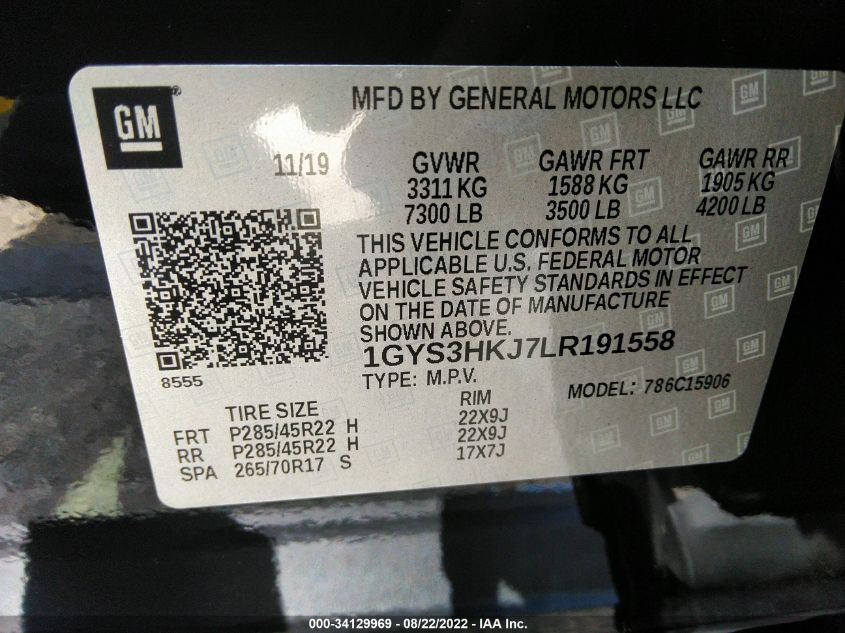 GM
MFD BY GENERAL MOTORS LLC
11/19
GVWR GAWR FRT GAWR RR
3311 KG 1588 KG 1905 KG
7300 LB 3500 LB 4200 LB
THIS VEHICLE CONFORMS TO ALL
APPLICABLE U.S. FEDERAL MOTOR
VEHICLE SAFETY STANDARDS IN EFFECT
ON THE DATE OF MANUFACTURE
SHOWN ABOVE.
1GYS3HKJ7LR191558
8555
TYPE: M.P.V. MODEL: 786C15906
TIRE SIZE RIM
FRT P285/45R22 H 22X9J
RR P285/45R22 H 22X9J
SPA 265/70R17 S 17X7J
000-34129969 - 08/22/2022 - © IAA, Inc.